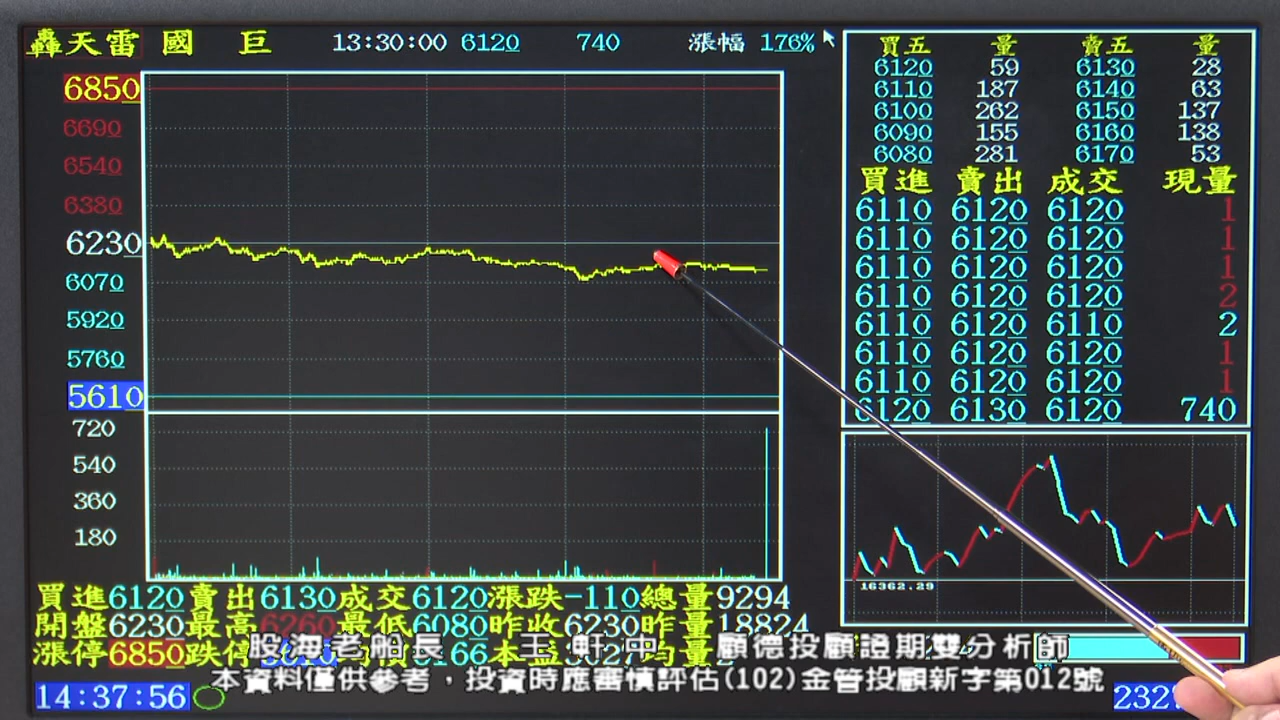 轟天雷 國 巨 13:30:00 6120 740 漲幅 176%
6850
6690
6540
6380
6230
6070
5920
5760
5610
720
540
360
180
買五 量 賣五 量
6120 59 6130 28
6110 187 6140 63
6100 262 6150 137
6090 155 6160 138
6080 281 6170 53
買進 賣出 成交 現量
6110 6120 6120 1
6110 6120 6120 1
6110 6120 6120 1
6110 6120 6120 2
6110 6120 6110 2
6110 6120 6120 1
6110 6120 6120 1
6120 6130 6120 740
16362.29
買進6120賣出6130成交6120漲跌-110總量9294
開盤6230最高6260最低6080昨收6230昨量18824
漲停6850跌停
股海老船長 王軒中 顧德投顧證期雙分析師
本資料僅供參考，投資時應審慎評估(102)金管投顧新字第012號
14:37:56
232